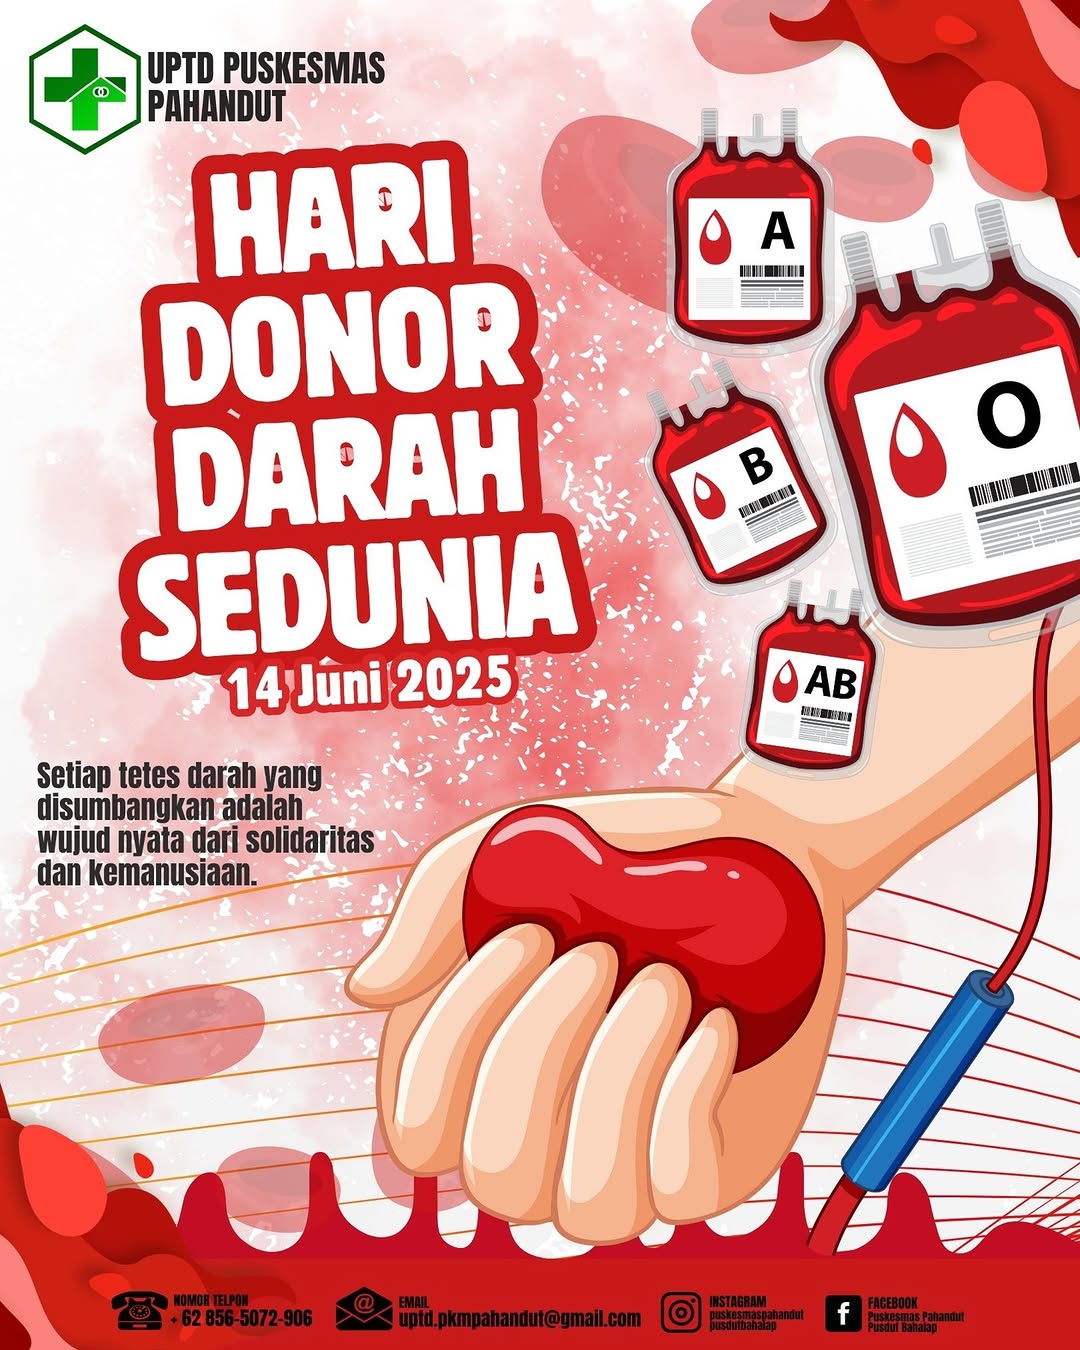 UPTD PUSKESMAS
PAHANDUT
HARI
DONOR
DARAH
SEDUNIA
14 Juni 2025
A
O
B
AB
Setiap tetes darah yang
disumbangkan adalah
wujud nyata dari solidaritas
dan kemanusiaan.
NOMOR TELPON
+ 62 856-5072-906
EMAIL
uptd.pkmpahandut@gmail.com
INSTAGRAM
puskesmaspahandut
pusdutbahalap
FACEBOOK
Puskesmas Pahandut
Pusdut Bahalap